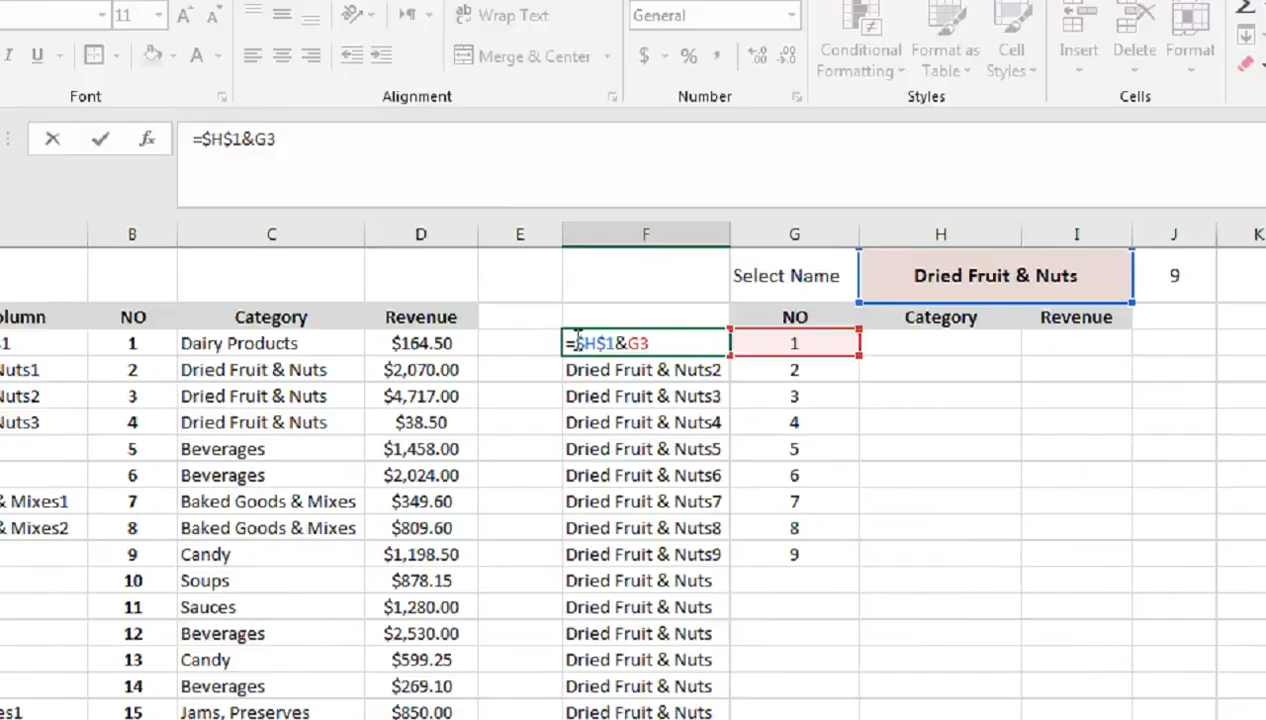 11 Wrap Text General
I U A Merge & Center $ % , Conditional Formatting Format as Table Cell Styles Insert Delete Format
Font Alignment Number Styles Cells
fx =$H$1&G3
B C D E F G H I J K
Select Name Dried Fruit & Nuts 9
olumn NO Category Revenue NO Category Revenue
s1 1 Dairy Products $164.50 =$H$1&G3 1
Nuts1 2 Dried Fruit & Nuts $2,070.00 Dried Fruit & Nuts2 2
Nuts2 3 Dried Fruit & Nuts $4,717.00 Dried Fruit & Nuts3 3
Nuts3 4 Dried Fruit & Nuts $38.50 Dried Fruit & Nuts4 4
5 Beverages $1,458.00 Dried Fruit & Nuts5 5
6 Beverages $2,024.00 Dried Fruit & Nuts6 6
& Mixes1 7 Baked Goods & Mixes $349.60 Dried Fruit & Nuts7 7
& Mixes2 8 Baked Goods & Mixes $809.60 Dried Fruit & Nuts8 8
9 Candy $1,198.50 Dried Fruit & Nuts9 9
10 Soups $878.15 Dried Fruit & Nuts
11 Sauces $1,280.00 Dried Fruit & Nuts
12 Beverages $2,530.00 Dried Fruit & Nuts
13 Candy $599.25 Dried Fruit & Nuts
14 Beverages $269.10 Dried Fruit & Nuts
es1 15 Jams, Preserves $850.00 Dried Fruit & Nuts